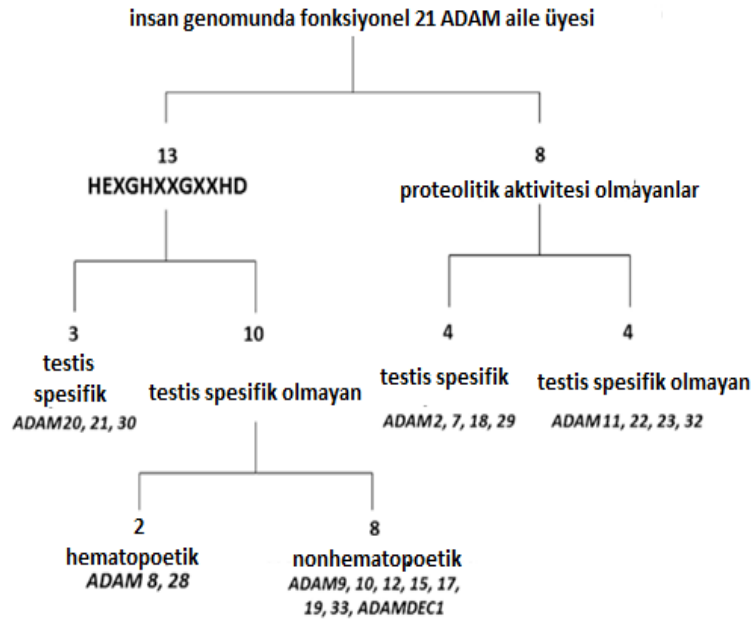 insan genomunda fonksiyonel 21 ADAM aile üyesi
13
HEXGHXXGXXHD
8
proteolitik aktivitesi olmayanlar
3
testis
spesifik
ADAM20, 21, 30
10
testis spesifik olmayan
4
testis spesifik
ADAM2, 7, 18, 29
4
testis spesifik olmayan
ADAM11, 22, 23, 32
2
hematopoetik
ADAM 8, 28
8
nonhematopoetik
ADAM9, 10, 12, 15, 17,
19, 33, ADAMDEC1